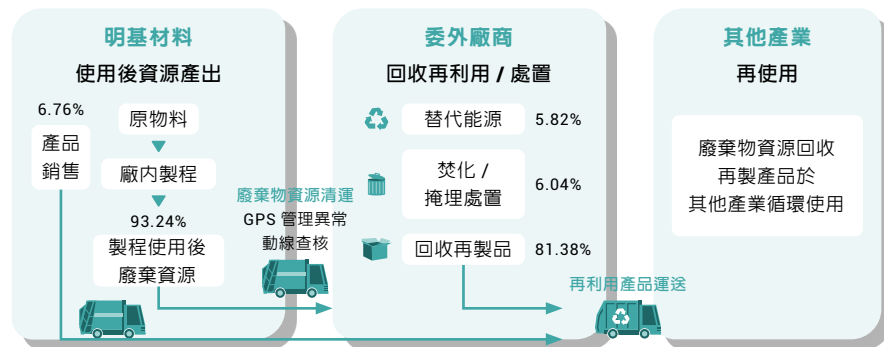 明基材料
使用後資源產出
6.76%
產品
銷售
原物料
廠内製程
93.24%
製程使用後
廢棄資源
廢棄物資源清運
GPS 管理異常
動線查核
委外廠商
回收再利用 / 處置
替代能源
5.82%
焚化 /
掩埋處置
6.04%
回收再製品
81.38%
再利用產品運送
其他產業
再使用
廢棄物資源回收
再製產品於
其他產業循環使用